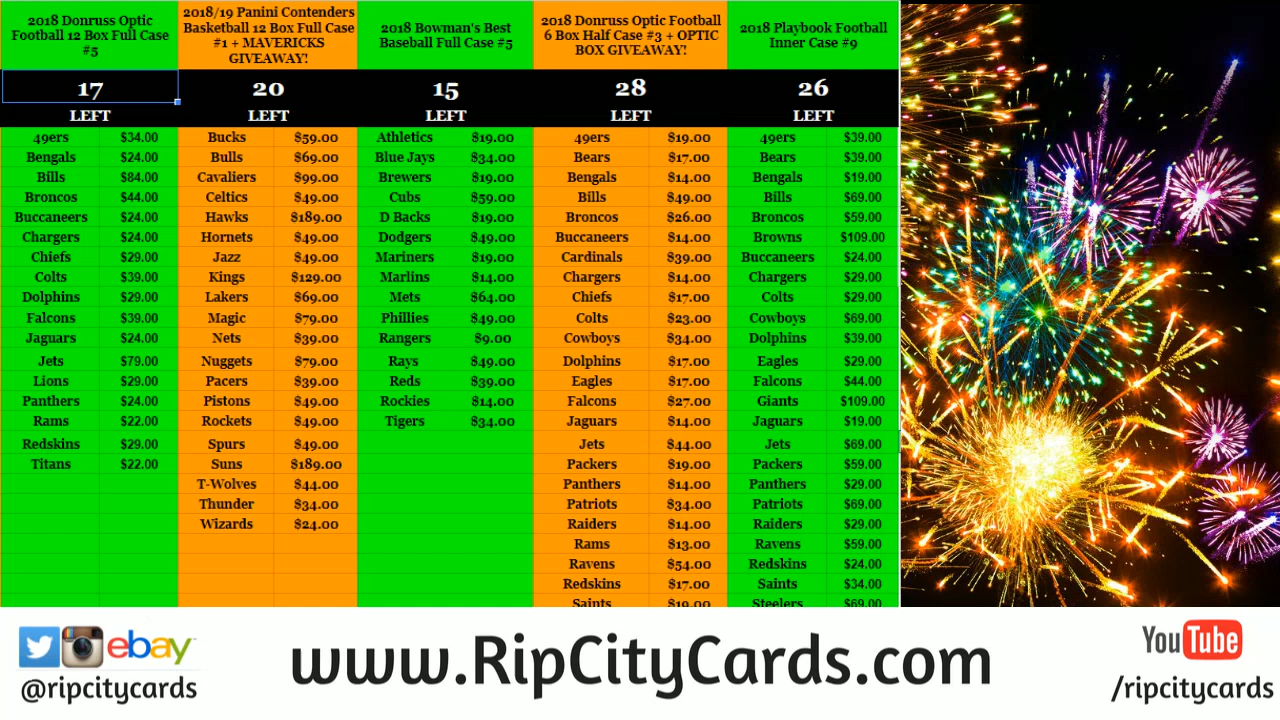 2018 Donruss Optic
Football 12 Box Full Case
#5
17
LEFT
49ers $34.00
Bengals $24.00
Bills $84.00
Broncos $44.00
Buccaneers $24.00
Chargers $24.00
Chiefs $29.00
Colts $39.00
Dolphins $29.00
Falcons $39.00
Jaguars $24.00
Jets $79.00
Lions $29.00
Panthers $24.00
Rams $22.00
Redskins $29.00
Titans $22.00
2018/19 Panini Contenders
Basketball 12 Box Full Case
#1 + MAVERICKS
GIVEAWAY!
20
LEFT
Bucks $59.00
Bulls $69.00
Cavaliers $99.00
Celtics $49.00
Hawks $189.00
Hornets $49.00
Jazz $49.00
Kings $129.00
Lakers $69.00
Magic $79.00
Nets $39.00
Nuggets $79.00
Pacers $39.00
Pistons $49.00
Rockets $49.00
Spurs $49.00
Suns $189.00
T-Wolves $44.00
Thunder $34.00
Wizards $24.00
2018 Bowman's Best
Baseball Full Case #5
15
LEFT
Athletics $19.00
Blue Jays $34.00
Brewers $19.00
Cubs $59.00
D Backs $19.00
Dodgers $49.00
Mariners $19.00
Marlins $14.00
Mets $64.00
Phillies $49.00
Rangers $9.00
Rays $49.00
Reds $39.00
Rockies $14.00
Tigers $34.00
2018 Donruss Optic Football
6 Box Half Case #3 + OPTIC
BOX GIVEAWAY!
28
LEFT
49ers $19.00
Bears $17.00
Bengals $14.00
Bills $49.00
Broncos $26.00
Buccaneers $14.00
Cardinals $39.00
Chargers $14.00
Chiefs $17.00
Colts $23.00
Cowboys $34.00
Dolphins $17.00
Eagles $17.00
Falcons $27.00
Jaguars $14.00
Jets $44.00
Packers $19.00
Panthers $14.00
Patriots $34.00
Raiders $14.00
Rams $13.00
Ravens $54.00
Redskins $17.00
Saints $19.00
2018 Playbook Football
Inner Case #9
26
LEFT
49ers $39.00
Bears $39.00
Bengals $19.00
Bills $69.00
Broncos $59.00
Browns $109.00
Buccaneers $24.00
Chargers $29.00
Colts $29.00
Cowboys $69.00
Dolphins $39.00
Eagles $29.00
Falcons $44.00
Giants $109.00
Jaguars $19.00
Jets $69.00
Packers $59.00
Panthers $29.00
Patriots $69.00
Raiders $29.00
Ravens $59.00
Redskins $24.00
Saints $34.00
Steelers $69.00
ebay
@ripcitycards
www.RipCityCards.com
YouTube
/ripcitycards